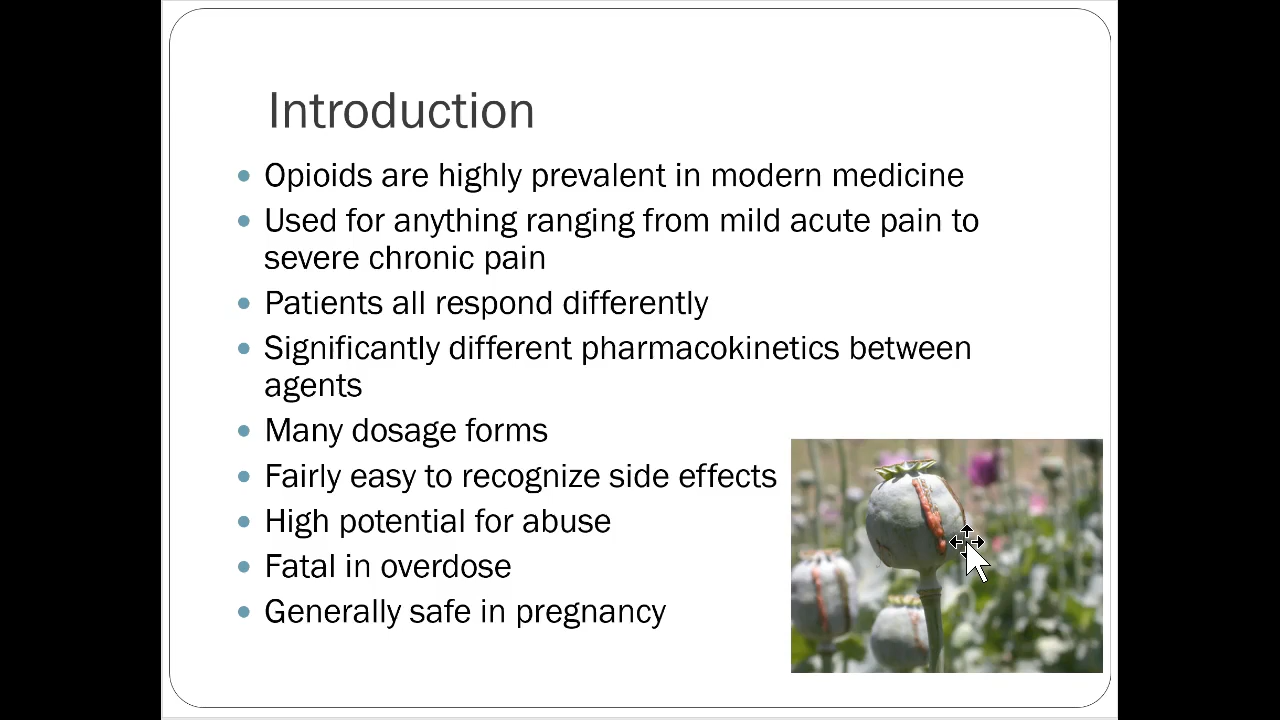 Introduction
Opioids are highly prevalent in modern medicine
Used for anything ranging from mild acute pain to
severe chronic pain
Patients all respond differently
Significantly different pharmacokinetics between
agents
Many dosage forms
Fairly easy to recognize side effects
High potential for abuse
Fatal in overdose
Generally safe in pregnancy